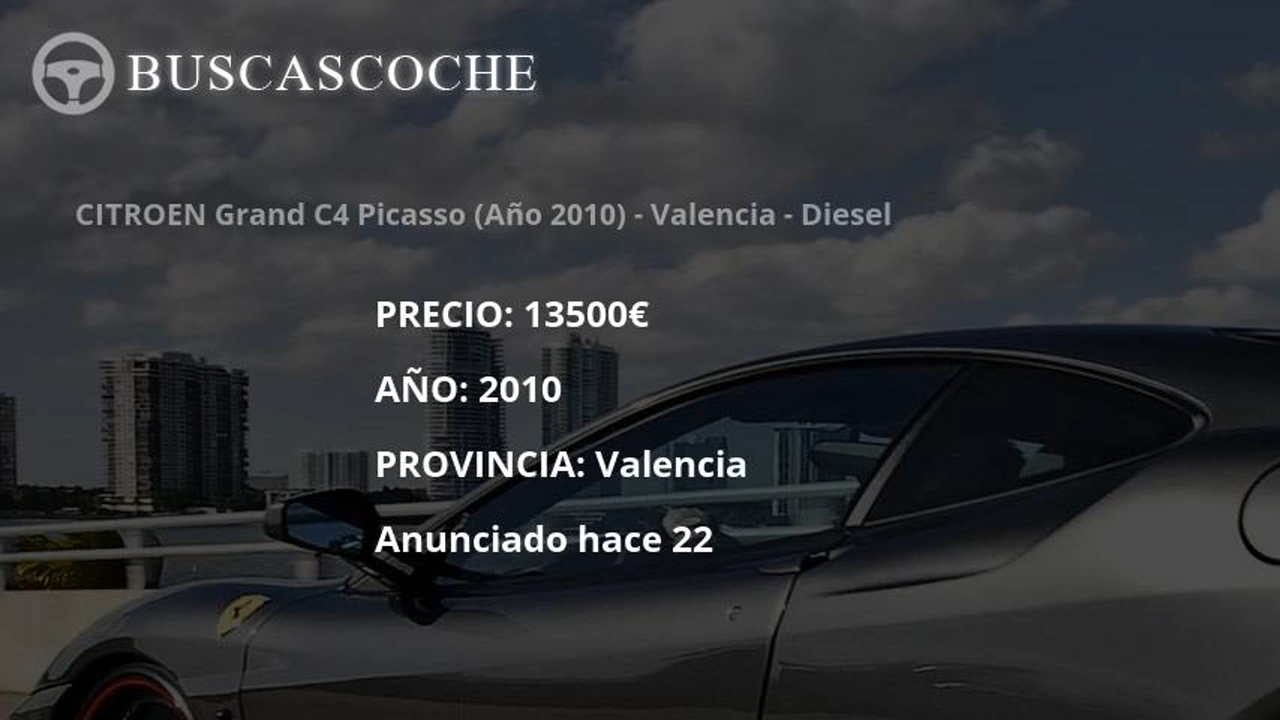 BUSCASCOCHE
CITROEN Grand C4 Picasso (Año 2010) - Valencia - Diesel
PRECIO: 13500€
AÑO: 2010
PROVINCIA: Valencia
Anunciado hace 22